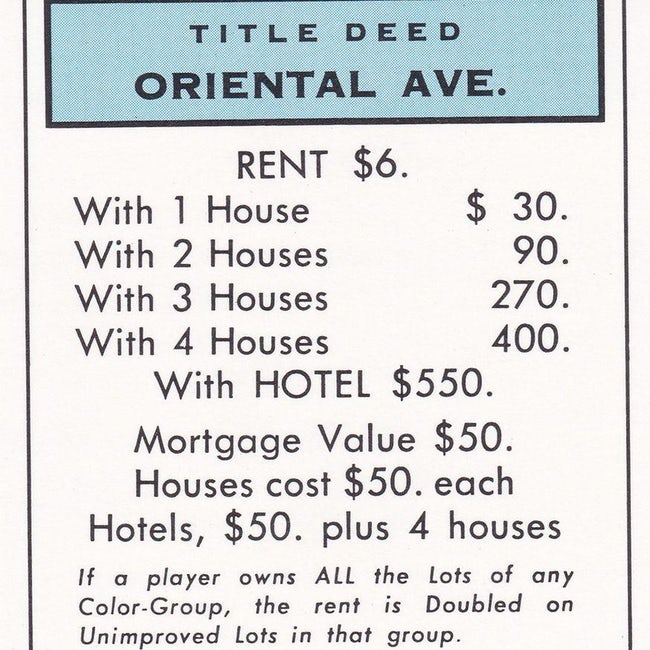 TITLE DEED
ORIENTAL AVE.
RENT $6.
With 1 House $ 30.
With 2 Houses 90.
With 3 Houses 270.
With 4 Houses 400.
With HOTEL $550.
Mortgage Value $50.
Houses cost $50. each
Hotels, $50. plus 4 houses
If a player owns ALL the Lots of any
Color-Group, the rent is Doubled on
Unimproved Lots in that group.